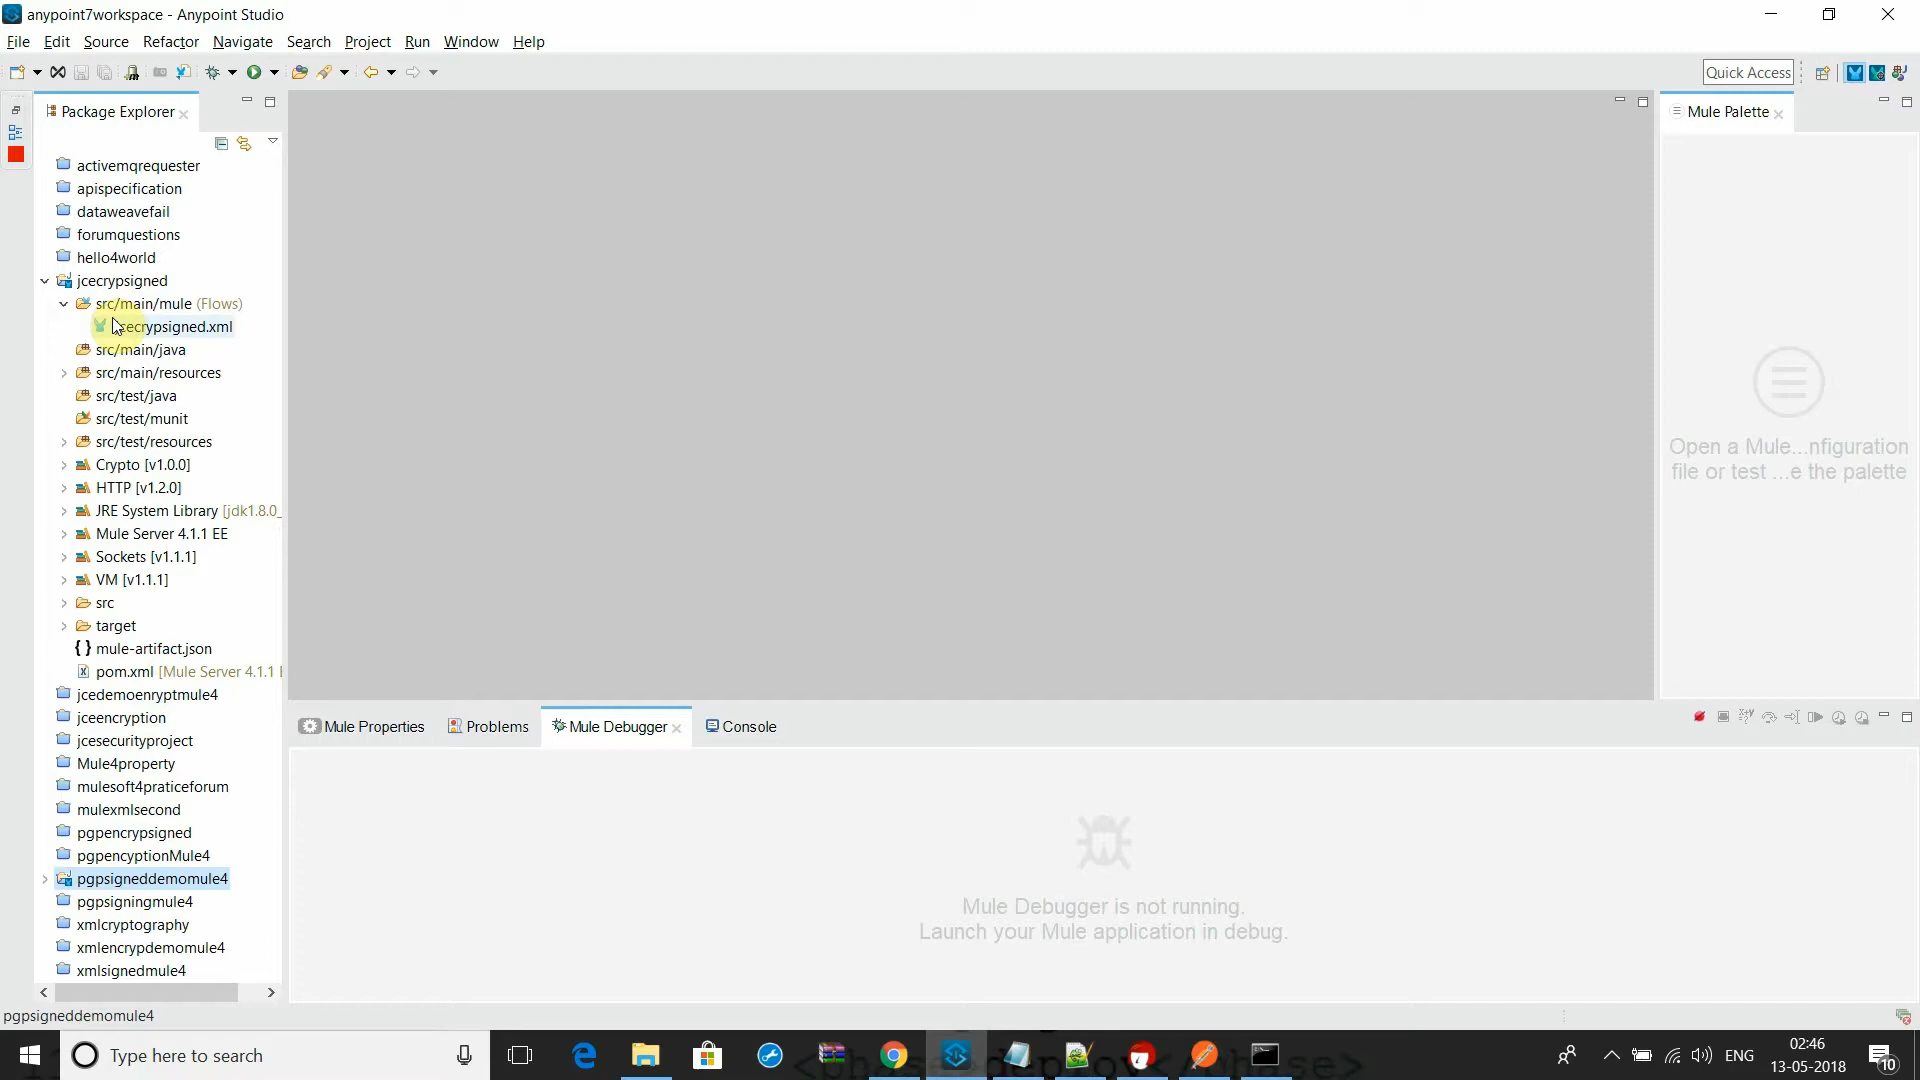 anypoint7workspace - Anypoint Studio
File Edit Source Refactor Navigate Search Project Run Window Help
Quick Access
Package Explorer
Mule Palette
activemqrequester
apispecification
dataweavefail
forumquestions
hello4world
jcecrypsigned
src/main/mule (Flows)
ecrypsigned.xml
src/main/java
src/main/resources
src/test/java
src/test/munit
src/test/resources
Crypto [v1.0.0]
HTTP [v1.2.0]
JRE System Library [jdk1.8.0_
Mule Server 4.1.1 EE
Sockets [v1.1.1]
VM [v1.1.1]
src
target
mule-artifact.json
pom.xml [Mule Server 4.1.1 E
jcedemoenryptmule4
jceencryption
jcesecurityproject
Mule4property
mulesoft4praticeforum
mulexmlsecond
pgpencrypsigned
pgpencyptionMule4
pgpsigneddemomule4
pgpsigningmule4
xmlcryptography
xmlencrypdemomule4
xmlsignedmule4
Open a Mule...nfiguration
file or test ...e the palette
Mule Properties Problems Mule Debugger Console
Mule Debugger is not running.
Launch your Mule application in debug.
pgpsigneddemomule4
Type here to search
ENG
02:46
13-05-2018
10